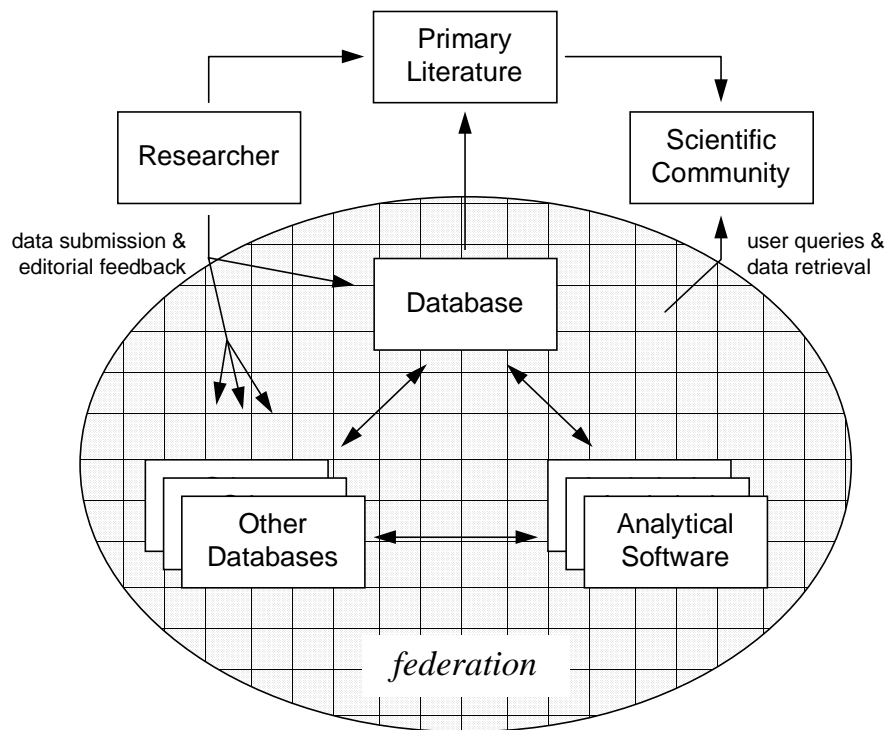 Primary
Literature
Researcher
Scientific
Community
data submission &
editorial feedback
user queries &
data retrieval
Database
Other
Databases
Analytical
Software
federation